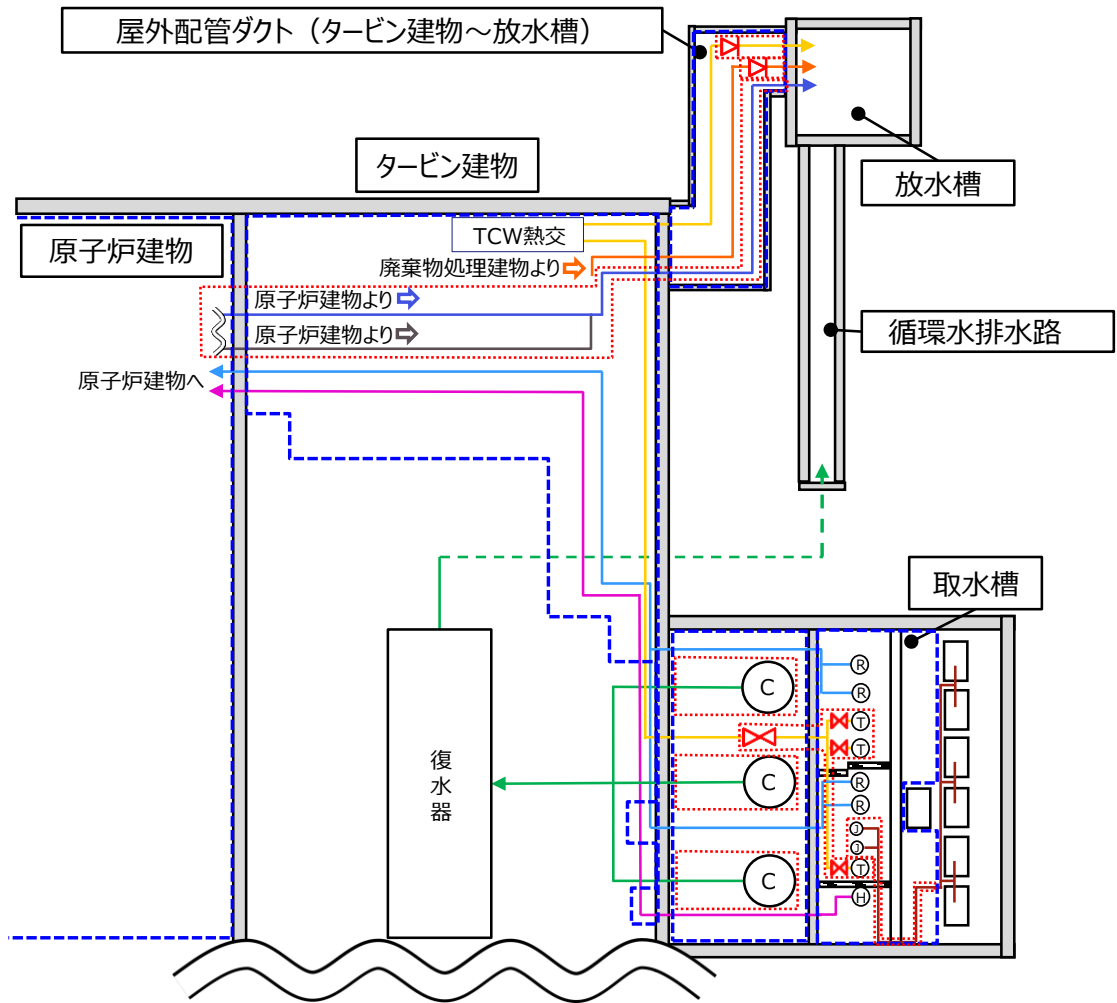 屋外配管ダクト（タービン建物～放水槽）
タービン建物
放水槽
原子炉建物
TCW熱交
廃棄物処理建物より
原子炉建物より
原子炉建物より
循環水排水路
原子炉建物へ
取水槽
復水器
C
C
C
R
R
T
T
R
R
J
J
T
H